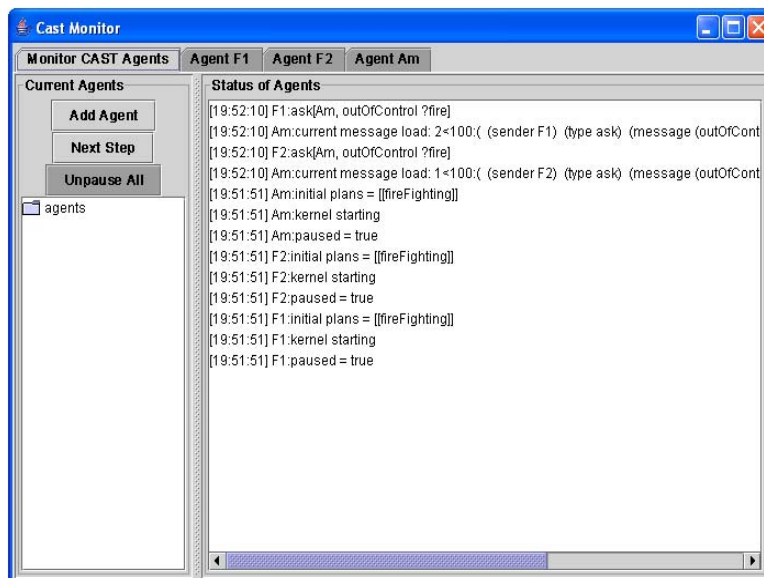 Cast Monitor
Monitor CAST Agents Agent F1 Agent F2 Agent Am
Current Agents
Add Agent
Next Step
Unpause All
agents
Status of Agents
[19:52:10] F1:ask[Am, outOfControl ?fire]
[19:52:10] Am:current message load: 2<100:( (sender F1) (type ask) (message (outOfCont
[19:52:10] F2:ask[Am, outOfControl ?fire]
[19:52:10] Am:current message load: 1<100:( (sender F2) (type ask) (message (outOfCont
[19:51:51] Am:initial plans = [[fireFighting]]
[19:51:51] Am:kernel starting
[19:51:51] Am:paused = true
[19:51:51] F2:initial plans = [[fireFighting]]
[19:51:51] F2:kernel starting
[19:51:51] F2:paused = true
[19:51:51] F1:initial plans = [[fireFighting]]
[19:51:51] F1:kernel starting
[19:51:51] F1:paused = true